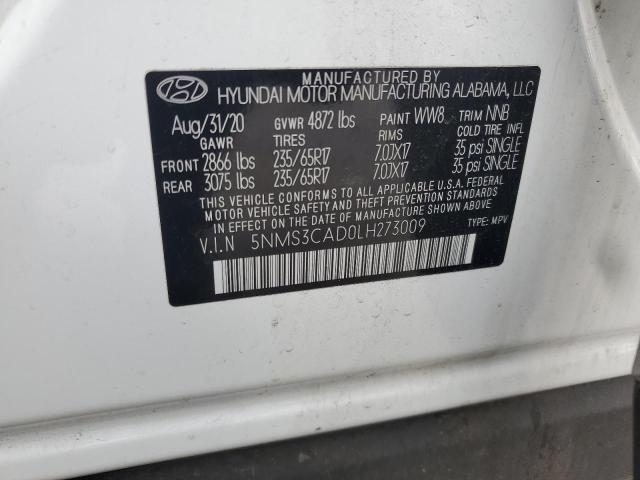 MANUFACTURED BY
HYUNDAI MOTOR MANUFACTURING ALABAMA, LLC
Aug/31/20 GVWR 4872 lbs PAINT WW8 TRIM NNB
GAWR TIRES RIMS COLD TIRE INFL
FRONT 2866 lbs 235/65R17 7.0JX17 35 psi SINGLE
REAR 3075 lbs 235/65R17 7.0JX17 35 psi SINGLE
THIS VEHICLE CONFORMS TO ALL APPLICABLE U.S.A. FEDERAL
MOTOR VEHICLE SAFETY AND THEFT PREVENTION STANDARDS
IN EFFECT ON THE DATE OF MANUFACTURE SHOWN ABOVE.
V.I.N 5NMS3CAD0LH273009 TYPE: MPV